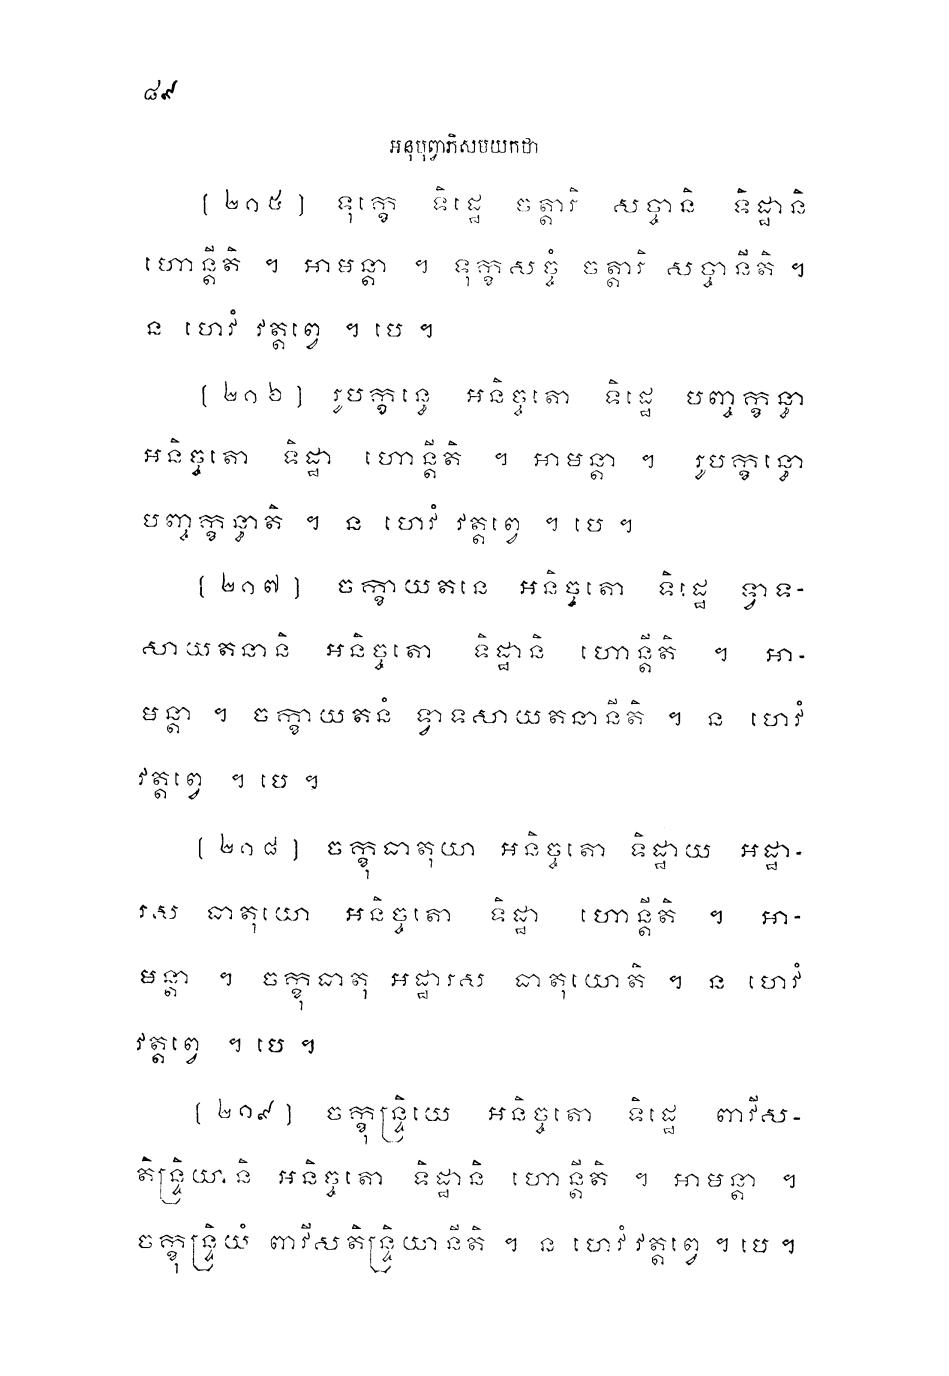 ៨៩
អនុបុព្វាភិសមយកថា
[ ២១៥ ] ទុក្ខេ ទិដ្ឋេ ចត្តារិ សច្ចានិ ទិដ្ឋានិ
ហោន្តីតិ ។ អាមន្តា ។ ទុក្ខសច្ចំ ចត្តារិ សច្ចានីតិ ។
ន ហេវំ វត្តព្វេ ។ បេ ។
[ ២១៦ ] រូបក្ខន្ធេ អនិច្ចតោ ទិដ្ឋេ បញ្ចក្ខន្ធា
អនិច្ចតោ ទិដ្ឋា ហោន្តីតិ ។ អាមន្តា ។ រូបក្ខន្ធោ
បញ្ចក្ខន្ធាតិ ។ ន ហេវំ វត្តព្វេ ។ បេ ។
[ ២១៧ ] ចក្ខាយតនេ អនិច្ចតោ ទិដ្ឋេ ទ្វាទ-
សាយតនានិ អនិច្ចតោ ទិដ្ឋានិ ហោន្តីតិ ។ អា-
មន្តា ។ ចក្ខាយតនំ ទ្វាទសាយតនានីតិ ។ ន ហេវំ
វត្តព្វេ ។ បេ ។
[ ២១៨ ] ចក្ខុធាតុយា អនិច្ចតោ ទិដ្ឋាយ អដ្ឋា-
រស ធាតុយោ អនិច្ចតោ ទិដ្ឋា ហោន្តីតិ ។ អា-
មន្តា ។ ចក្ខុធាតុ អដ្ឋារស ធាតុយោតិ ។ ន ហេវំ
វត្តព្វេ ។ បេ ។
[ ២១៩ ] ចក្ខុន្ទ្រិយេ អនិច្ចតោ ទិដ្ឋេ ពាវីស-
តិន្ទ្រិយានិ អនិច្ចតោ ទិដ្ឋានិ ហោន្តីតិ ។ អាមន្តា ។
ចក្ខុន្ទ្រិយំ ពាវីសតិន្ទ្រិយានីតិ ។ ន ហេវំ វត្តព្វេ ។ បេ ។